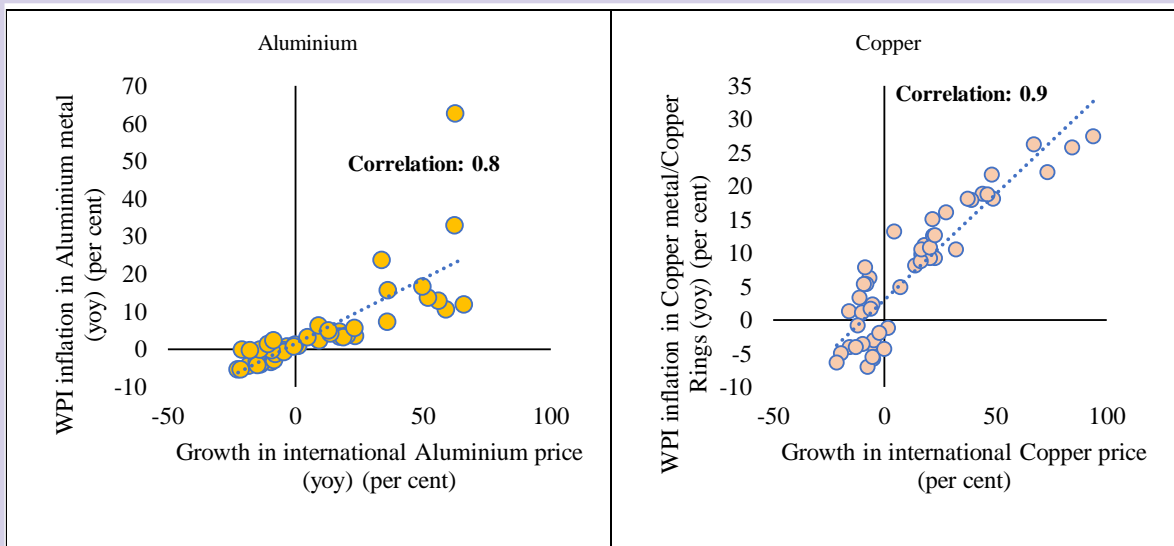 Aluminium
WPI inflation in Aluminium metal
(yoy) (per cent)
70
60
50
40
30
20
10
0
-10
Correlation: 0.8
-50
0
50
100
Growth in international Aluminium price
(yoy) (per cent)
Copper
WPI inflation in Copper metal/Copper
Rings (yoy) (per cent)
35
30
25
20
15
10
5
0
-5
-10
Correlation: 0.9
-50
0
50
100
Growth in international Copper price
(per cent)